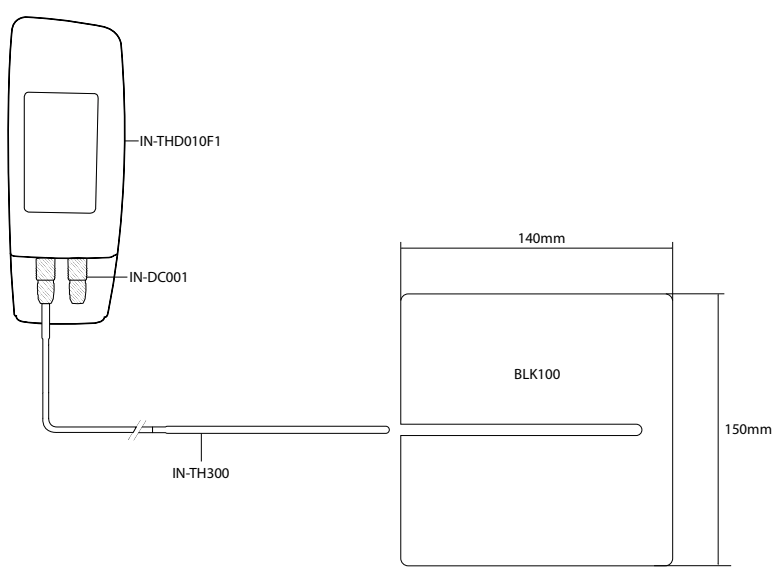 IN-THD010F1
140mm
IN-DC001
BLK100
150mm
IN-TH300